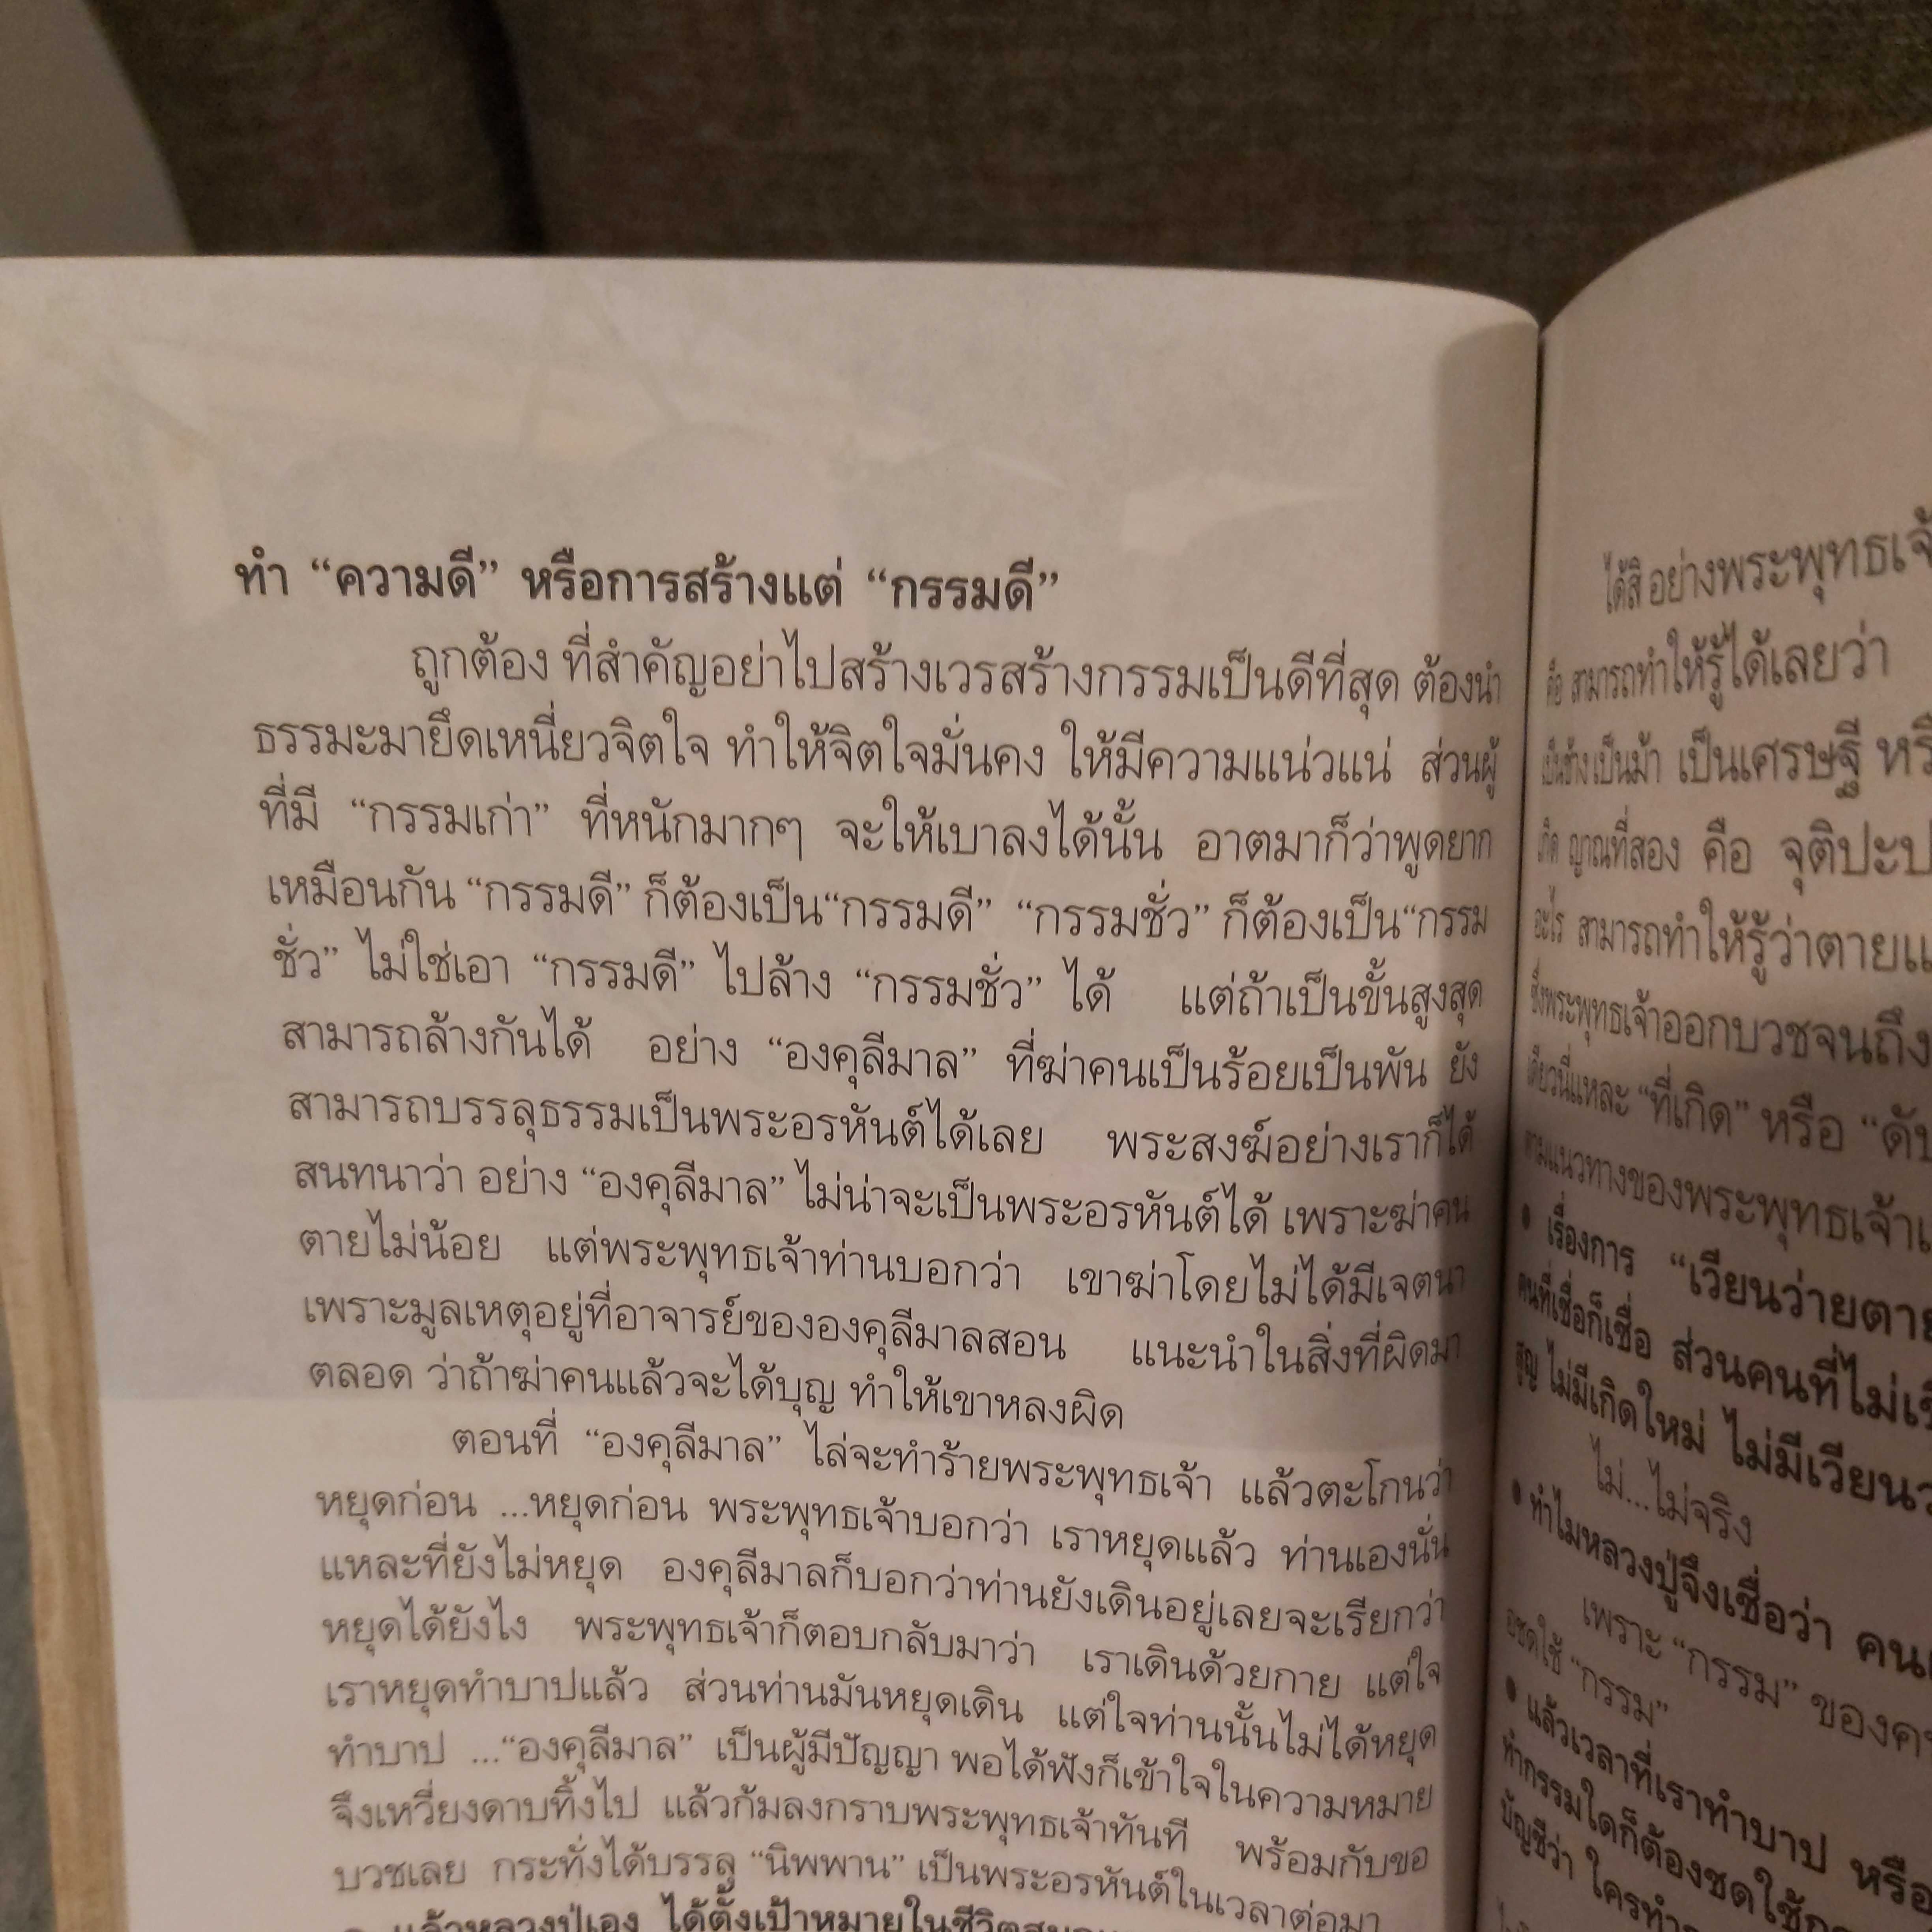 ทำ “ความดี” หรือการสร้างแต่ “กรรมดี”
ถูกต้อง ที่สำคัญอย่าไปสร้างเวรสร้างกรรมเป็นดีที่สุด ต้องนำ
ธรรมะมายึดเหนี่ยวจิตใจ ทำให้จิตใจมั่นคง ให้มีความแน่วแน่ ส่วนผู้
ที่มี “กรรมเก่า” ที่หนักมากๆ จะให้เบาลงได้นั้น อาตมาก็ว่าพูดยาก
เหมือนกัน “กรรมดี” ก็ต้องเป็น“กรรมดี” “กรรมชั่ว” ก็ต้องเป็น“กรรม
ชั่ว” ไม่ใช่เอา “กรรมดี” ไปล้าง “กรรมชั่ว” ได้ แต่ถ้าเป็นขั้นสูงสุด
สามารถล้างกันได้ อย่าง “องคุลีมาล” ที่ฆ่าคนเป็นร้อยเป็นพัน ยัง
สามารถบรรลุธรรมเป็นพระอรหันต์ได้เลย พระสงฆ์อย่างเราก็ได้
สนทนาว่า อย่าง “องคุลีมาล” ไม่น่าจะเป็นพระอรหันต์ได้ เพราะฆ่าคน
ตายไม่น้อย แต่พระพุทธเจ้าท่านบอกว่า เขาฆ่าโดยไม่ได้มีเจตนา
เพราะมูลเหตุอยู่ที่อาจารย์ขององคุลีมาลสอน แนะนำในสิ่งที่ผิดมา
ตลอด ว่าถ้าฆ่าคนแล้วจะได้บุญ ทำให้เขาหลงผิด
ตอนที่ “องคุลีมาล” ไล่จะทำร้ายพระพุทธเจ้า แล้วตะโกนว่า
หยุดก่อน ...หยุดก่อน พระพุทธเจ้าบอกว่า เราหยุดแล้ว ท่านเองนั่น
แหละที่ยังไม่หยุด องคุลีมาลก็บอกว่าท่านยังเดินอยู่เลยจะเรียกว่า
หยุดได้ยังไง พระพุทธเจ้าก็ตอบกลับมาว่า เราเดินด้วยกาย แต่ใจ
เราหยุดทำบาปแล้ว ส่วนท่านมันหยุดเดิน แต่ใจท่านนั้นไม่ได้หยุด
ทำบาป ...“องคุลีมาล” เป็นผู้มีปัญญา พอได้ฟังก็เข้าใจในความหมาย
จึงเหวี่ยงดาบทิ้งไป แล้วก้มลงกราบพระพุทธเจ้าทันที พร้อมกับขอ
บวชเลย กระทั่งได้บรรลุ “นิพพาน” เป็นพระอรหันต์ในเวลาต่อมา
แล้วหลวงปู่เอง ได้ตั้งเป้าหมายในชีวิต
ได้สิ อย่างพระพุทธเจ้
คือ สามารถทำให้รู้ได้เลยว่า
เป็นช้างเป็นม้า เป็นเศรษฐี
เกิด ญาณที่สอง คือ จุติปะป
อะไร สามารถทำให้รู้ว่าตาย
ซึ่งพระพุทธเจ้าออกบวชจนถึง
เดียวนี่แหละ “ที่เกิด” หรือ
ตามแนวทางของพระพุทธเจ้า
• เรื่องการ “เวียนว่ายตาย
คนที่เชื่อก็เชื่อ ส่วนคนที่ไม่
สูญ ไม่มีเกิดใหม่ ไม่มีเวียน
ไม่...ไม่จริง
• ทำไมหลวงปู่จึงเชื่อว่า
เพราะ “กรรม” ของ
ชดใช้ “กรรม”
• แล้วเวลาที่เราทำบาป
ทำกรรมใดก็ต้องชดใช้
บัญชีว่า ใครทำ